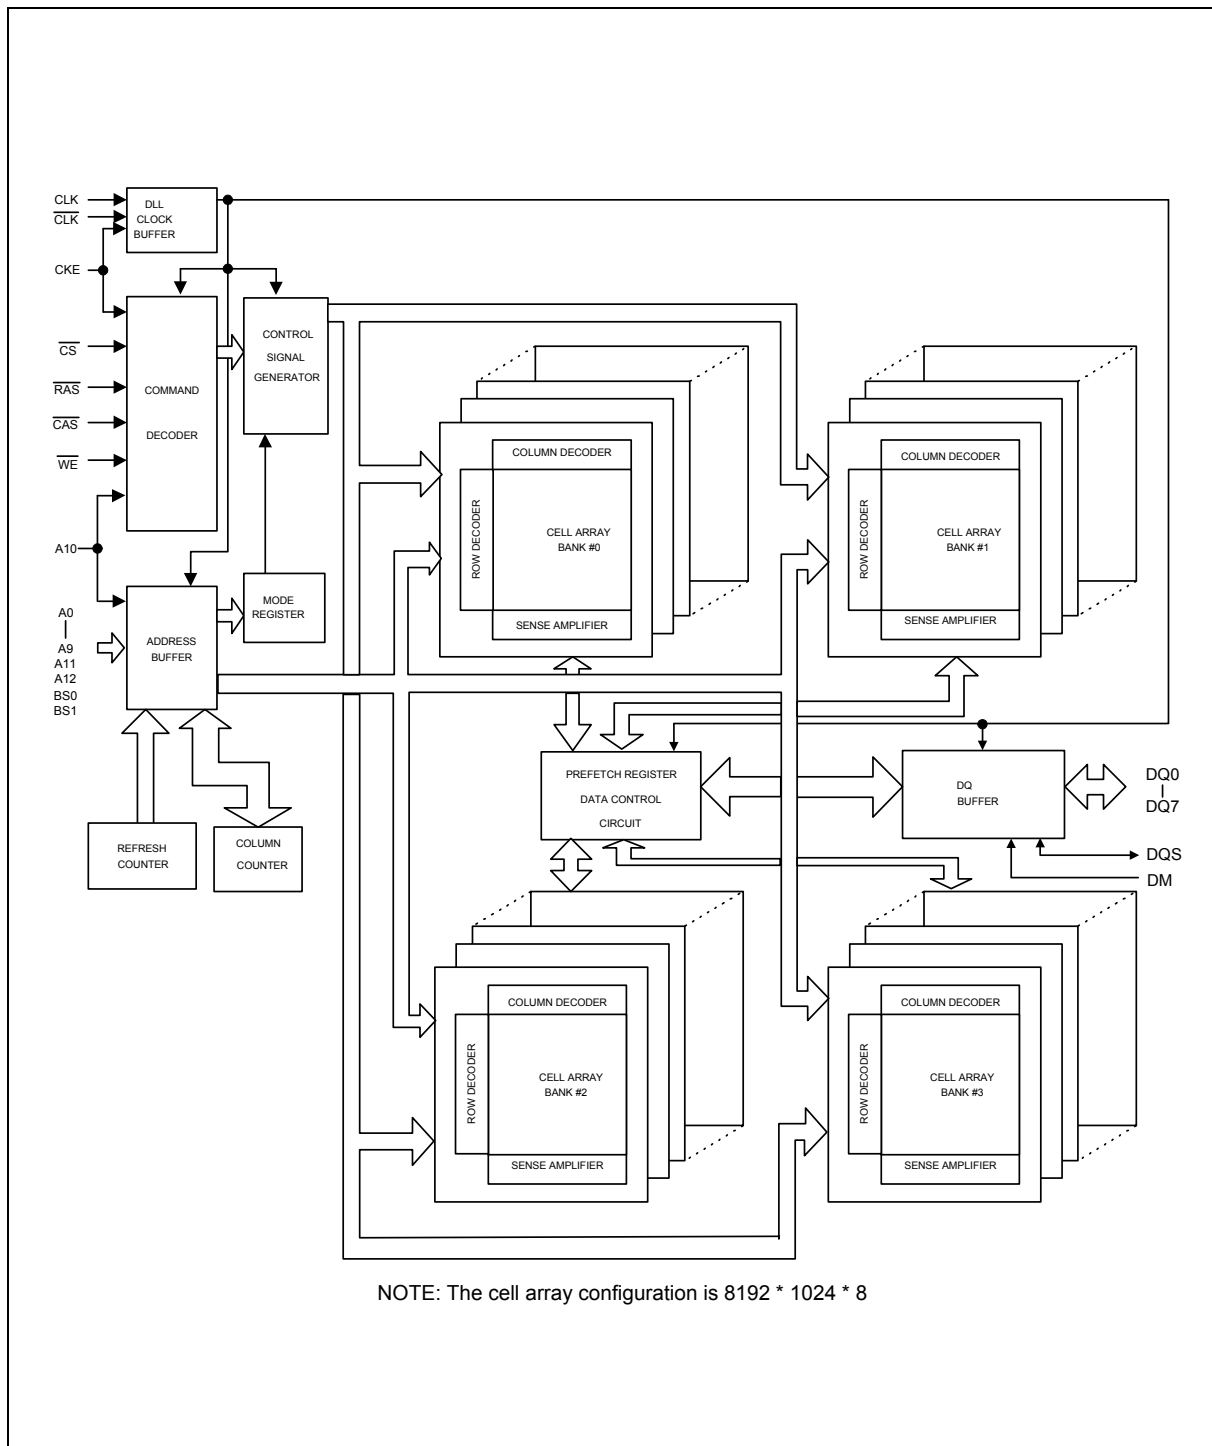 CLK
CLK
CKE
CS
RAS
CAS
WE
A10
A0
A9
A11
A12
BS0
BS1
DLL
CLOCK
BUFFER
COMMAND
DECODER
CONTROL
SIGNAL
GENERATOR
ADDRESS
BUFFER
MODE
REGISTER
REFRESH
COUNTER
COLUMN
COUNTER
COLUMN DECODER
ROW DECODER
CELL ARRAY
BANK #0
SENSE AMPLIFIER
COLUMN DECODER
ROW DECODER
CELL ARRAY
BANK #1
SENSE AMPLIFIER
PREFETCH REGISTER
DATA CONTROL
CIRCUIT
DQ
BUFFER
DQ0
DQ7
DQS
DM
COLUMN DECODER
ROW DECODER
CELL ARRAY
BANK #2
SENSE AMPLIFIER
COLUMN DECODER
ROW DECODER
CELL ARRAY
BANK #3
SENSE AMPLIFIER
NOTE: The cell array configuration is 8192 * 1024 * 8